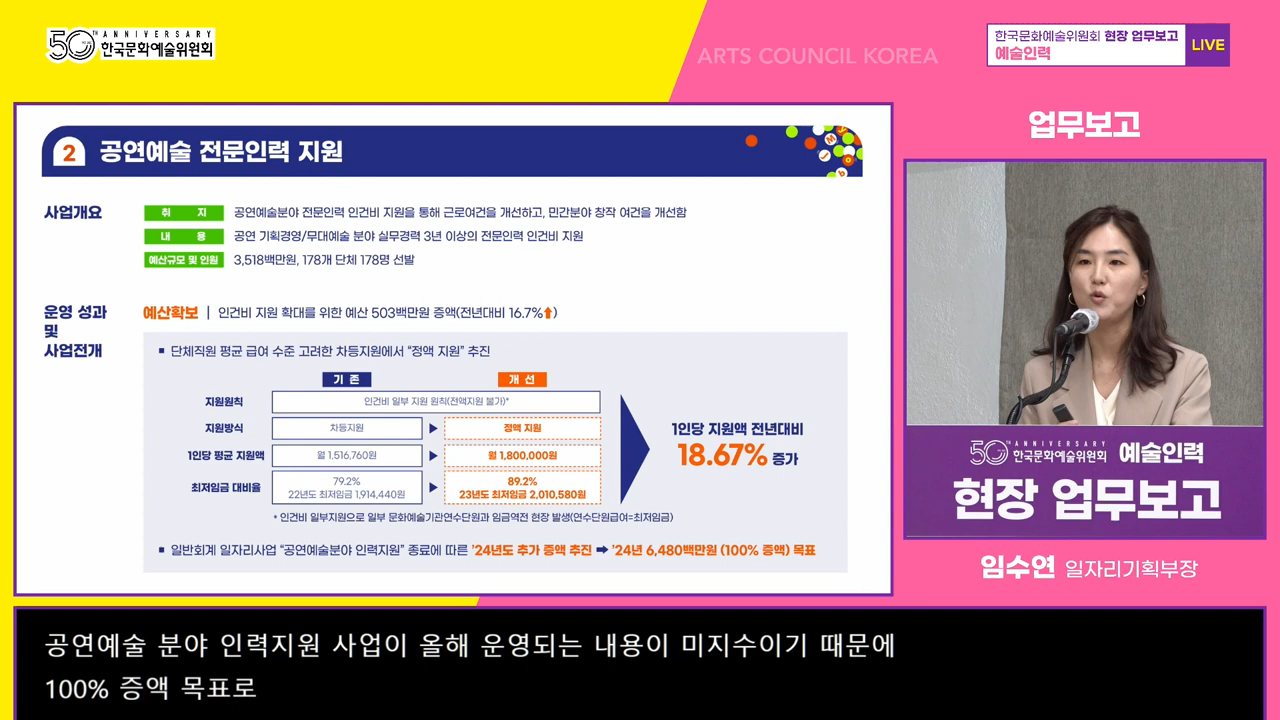 50TH ANNIVERSARY
한국문화예술위원회
ARTS COUNCIL KOREA
한국문화예술위원회 현장 업무보고
예술인력
LIVE
2 공연예술 전문인력 지원
사업개요
취 지 공연예술분야 전문인력 인건비 지원을 통해 근로여건을 개선하고, 민간분야 창작 여건을 개선함
내 용 공연 기획경영/무대예술 분야 실무경력 3년 이상의 전문인력 인건비 지원
예산규모 및 인원 3,518백만원, 178개 단체 178명 선발
운영 성과
및
사업전개
예산확보 | 인건비 지원 확대를 위한 예산 503백만원 증액(전년대비 16.7%⬆)
■ 단체직원 평균 급여 수준 고려한 차등지원에서 “정액 지원” 추진
기 존 개 선
지원원칙 인건비 일부 지원 원칙(전액지원 불가)*
지원방식 차등지원 ▶ 정액 지원
1인당 평균 지원액 월 1,516,760원 ▶ 월 1,800,000원
최저임금 대비율 79.2% ▶ 89.2%
22년도 최저임금 1,914,440원 23년도 최저임금 2,010,580원
1인당 지원액 전년대비
18.67% 증가
* 인건비 일부지원으로 일부 문화예술기관연수단원과 임금역전 현장 발생(연수단원급여=최저임금)
■ 일반회계 일자리사업 “공연예술분야 인력지원” 종료에 따른 ’24년도 추가 증액 추진 ➡ ’24년 6,480백만원 (100% 증액) 목표
업무보고
50TH ANNIVERSARY
한국문화예술위원회 예술인력
현장 업무보고
임수연 일자리기획부장
공연예술 분야 인력지원 사업이 올해 운영되는 내용이 미지수이기 때문에
100% 증액 목표로